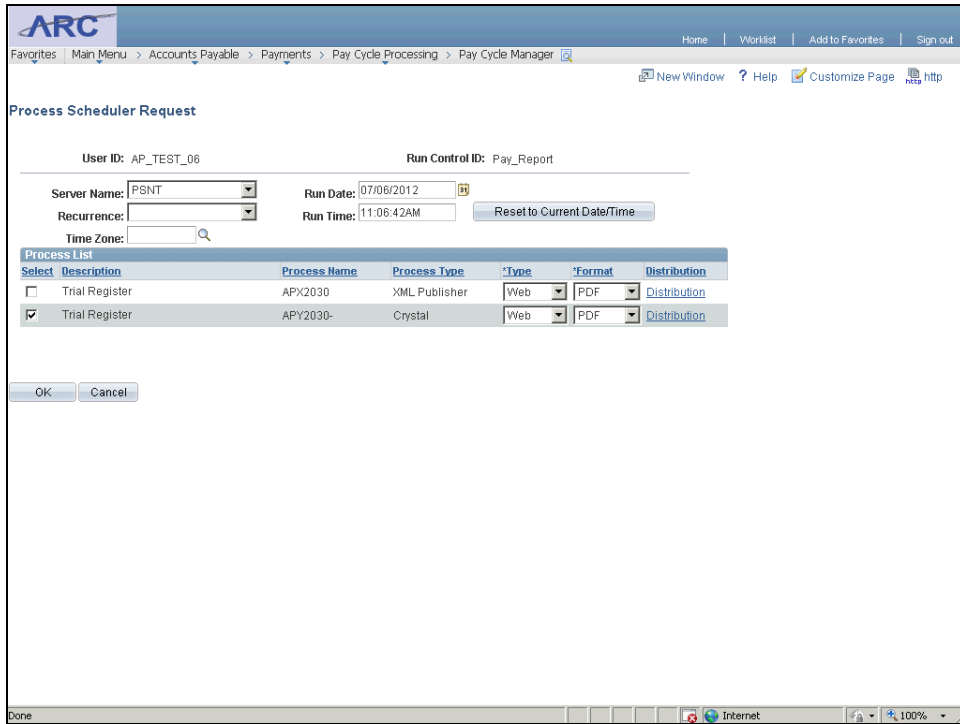 ARC
Home | Worklist | Add to Favorites | Sign out
Favorites Main Menu > Accounts Payable > Payments > Pay Cycle Processing > Pay Cycle Manager
New Window ? Help Customize Page http
Process Scheduler Request
User ID: AP_TEST_06 Run Control ID: Pay_Report
Server Name: PSNT Run Date: 07/06/2012
Recurrence: Run Time: 11:06:42AM Reset to Current Date/Time
Time Zone:
Process List
Select Description Process Name Process Type *Type *Format Distribution
Trial Register APX2030 XML Publisher Web PDF Distribution
Trial Register APY2030- Crystal Web PDF Distribution
OK Cancel
Done Internet 100%